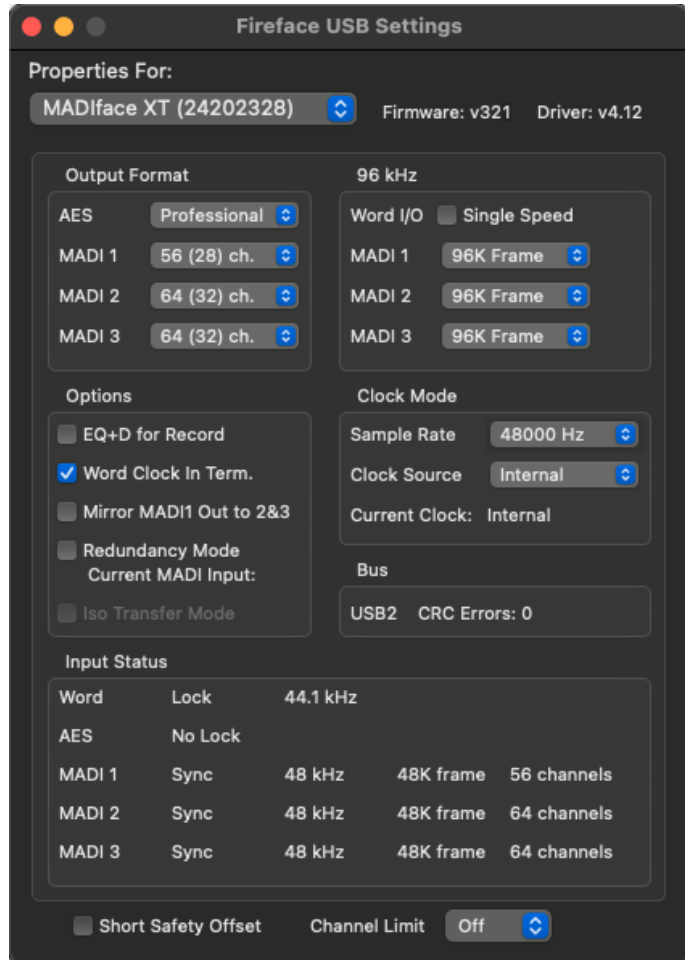 Fireface USB Settings
Properties For:
MADIface XT (24202328) Firmware: v321 Driver: v4.12
Output Format
AES Professional
MADI 1 56 (28) ch.
MADI 2 64 (32) ch.
MADI 3 64 (32) ch.
96 kHz
Word I/O Single Speed
MADI 1 96K Frame
MADI 2 96K Frame
MADI 3 96K Frame
Options
EQ+D for Record
Word Clock In Term.
Mirror MADI1 Out to 2&3
Redundancy Mode
Current MADI Input:
Iso Transfer Mode
Clock Mode
Sample Rate 48000 Hz
Clock Source Internal
Current Clock: Internal
Bus
USB2 CRC Errors: 0
Input Status
Word Lock 44.1 kHz
AES No Lock
MADI 1 Sync 48 kHz 48K frame 56 channels
MADI 2 Sync 48 kHz 48K frame 64 channels
MADI 3 Sync 48 kHz 48K frame 64 channels
Short Safety Offset Channel Limit Off